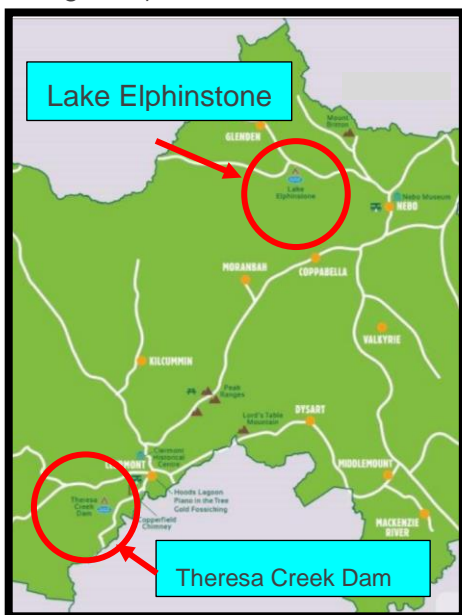 Lake Elphinstone
Mount
Britton
GLENDEN
Lake
Elphinstone
Nebo Museum
NEBO
MORANBAH
COPPABELLA
VALKYRIE
KILCUMMIN
Peak
Ranges
Lord's Table
Mountain
DYSART
Clermont
Historical
Centre
CLERMONT
MIDDLEMOUNT
Hoods Lagoon
Piano in the Tree
Gold Fossicking
Theresa
Creek
Dam
Copperfield
Chimney
MACKENZIE
RIVER
Theresa Creek Dam